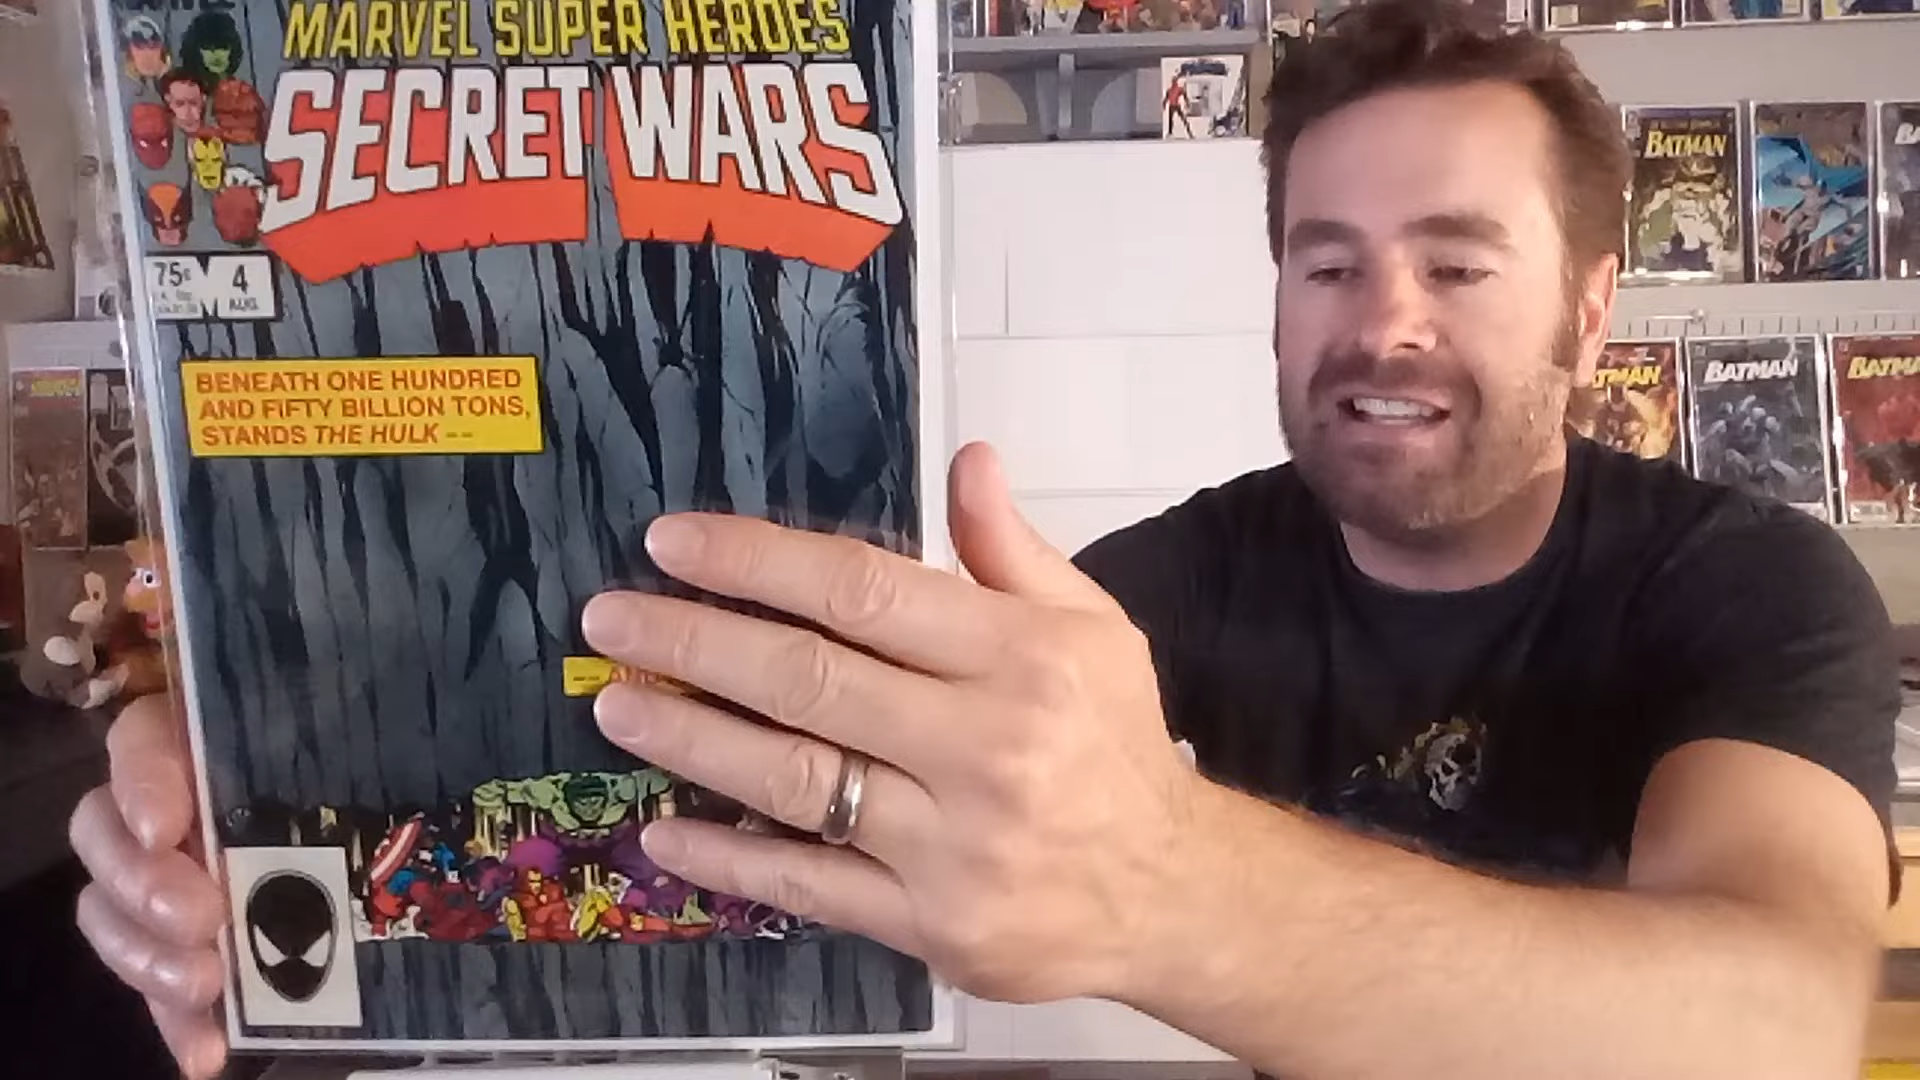 MARVEL SUPER HEROES
SECRET WARS
75¢ 4
AUG
BENEATH ONE HUNDRED
AND FIFTY BILLION TONS,
STANDS THE HULK --
BATMAN
BATMAN
BATMAN